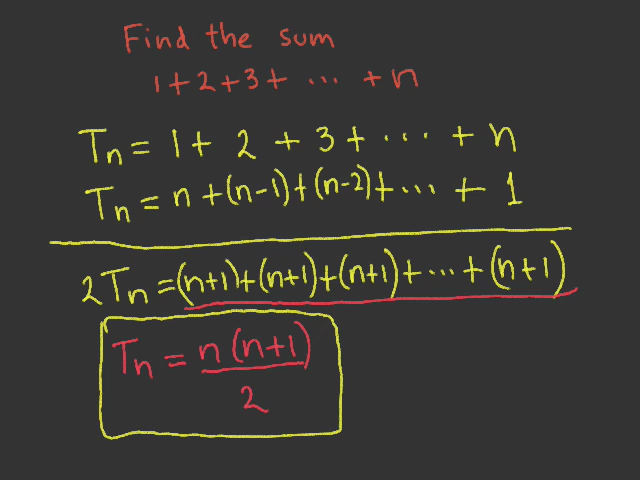 Find the sum
1+2+3+ ... +n
Tn = 1 + 2 + 3 + ... + n
Tn = n +(n-1)+(n-2)+ ... + 1
2Tn =(n+1)+(n+1)+(n+1)+ ... +(n+1)
Tn = n(n+1)
2